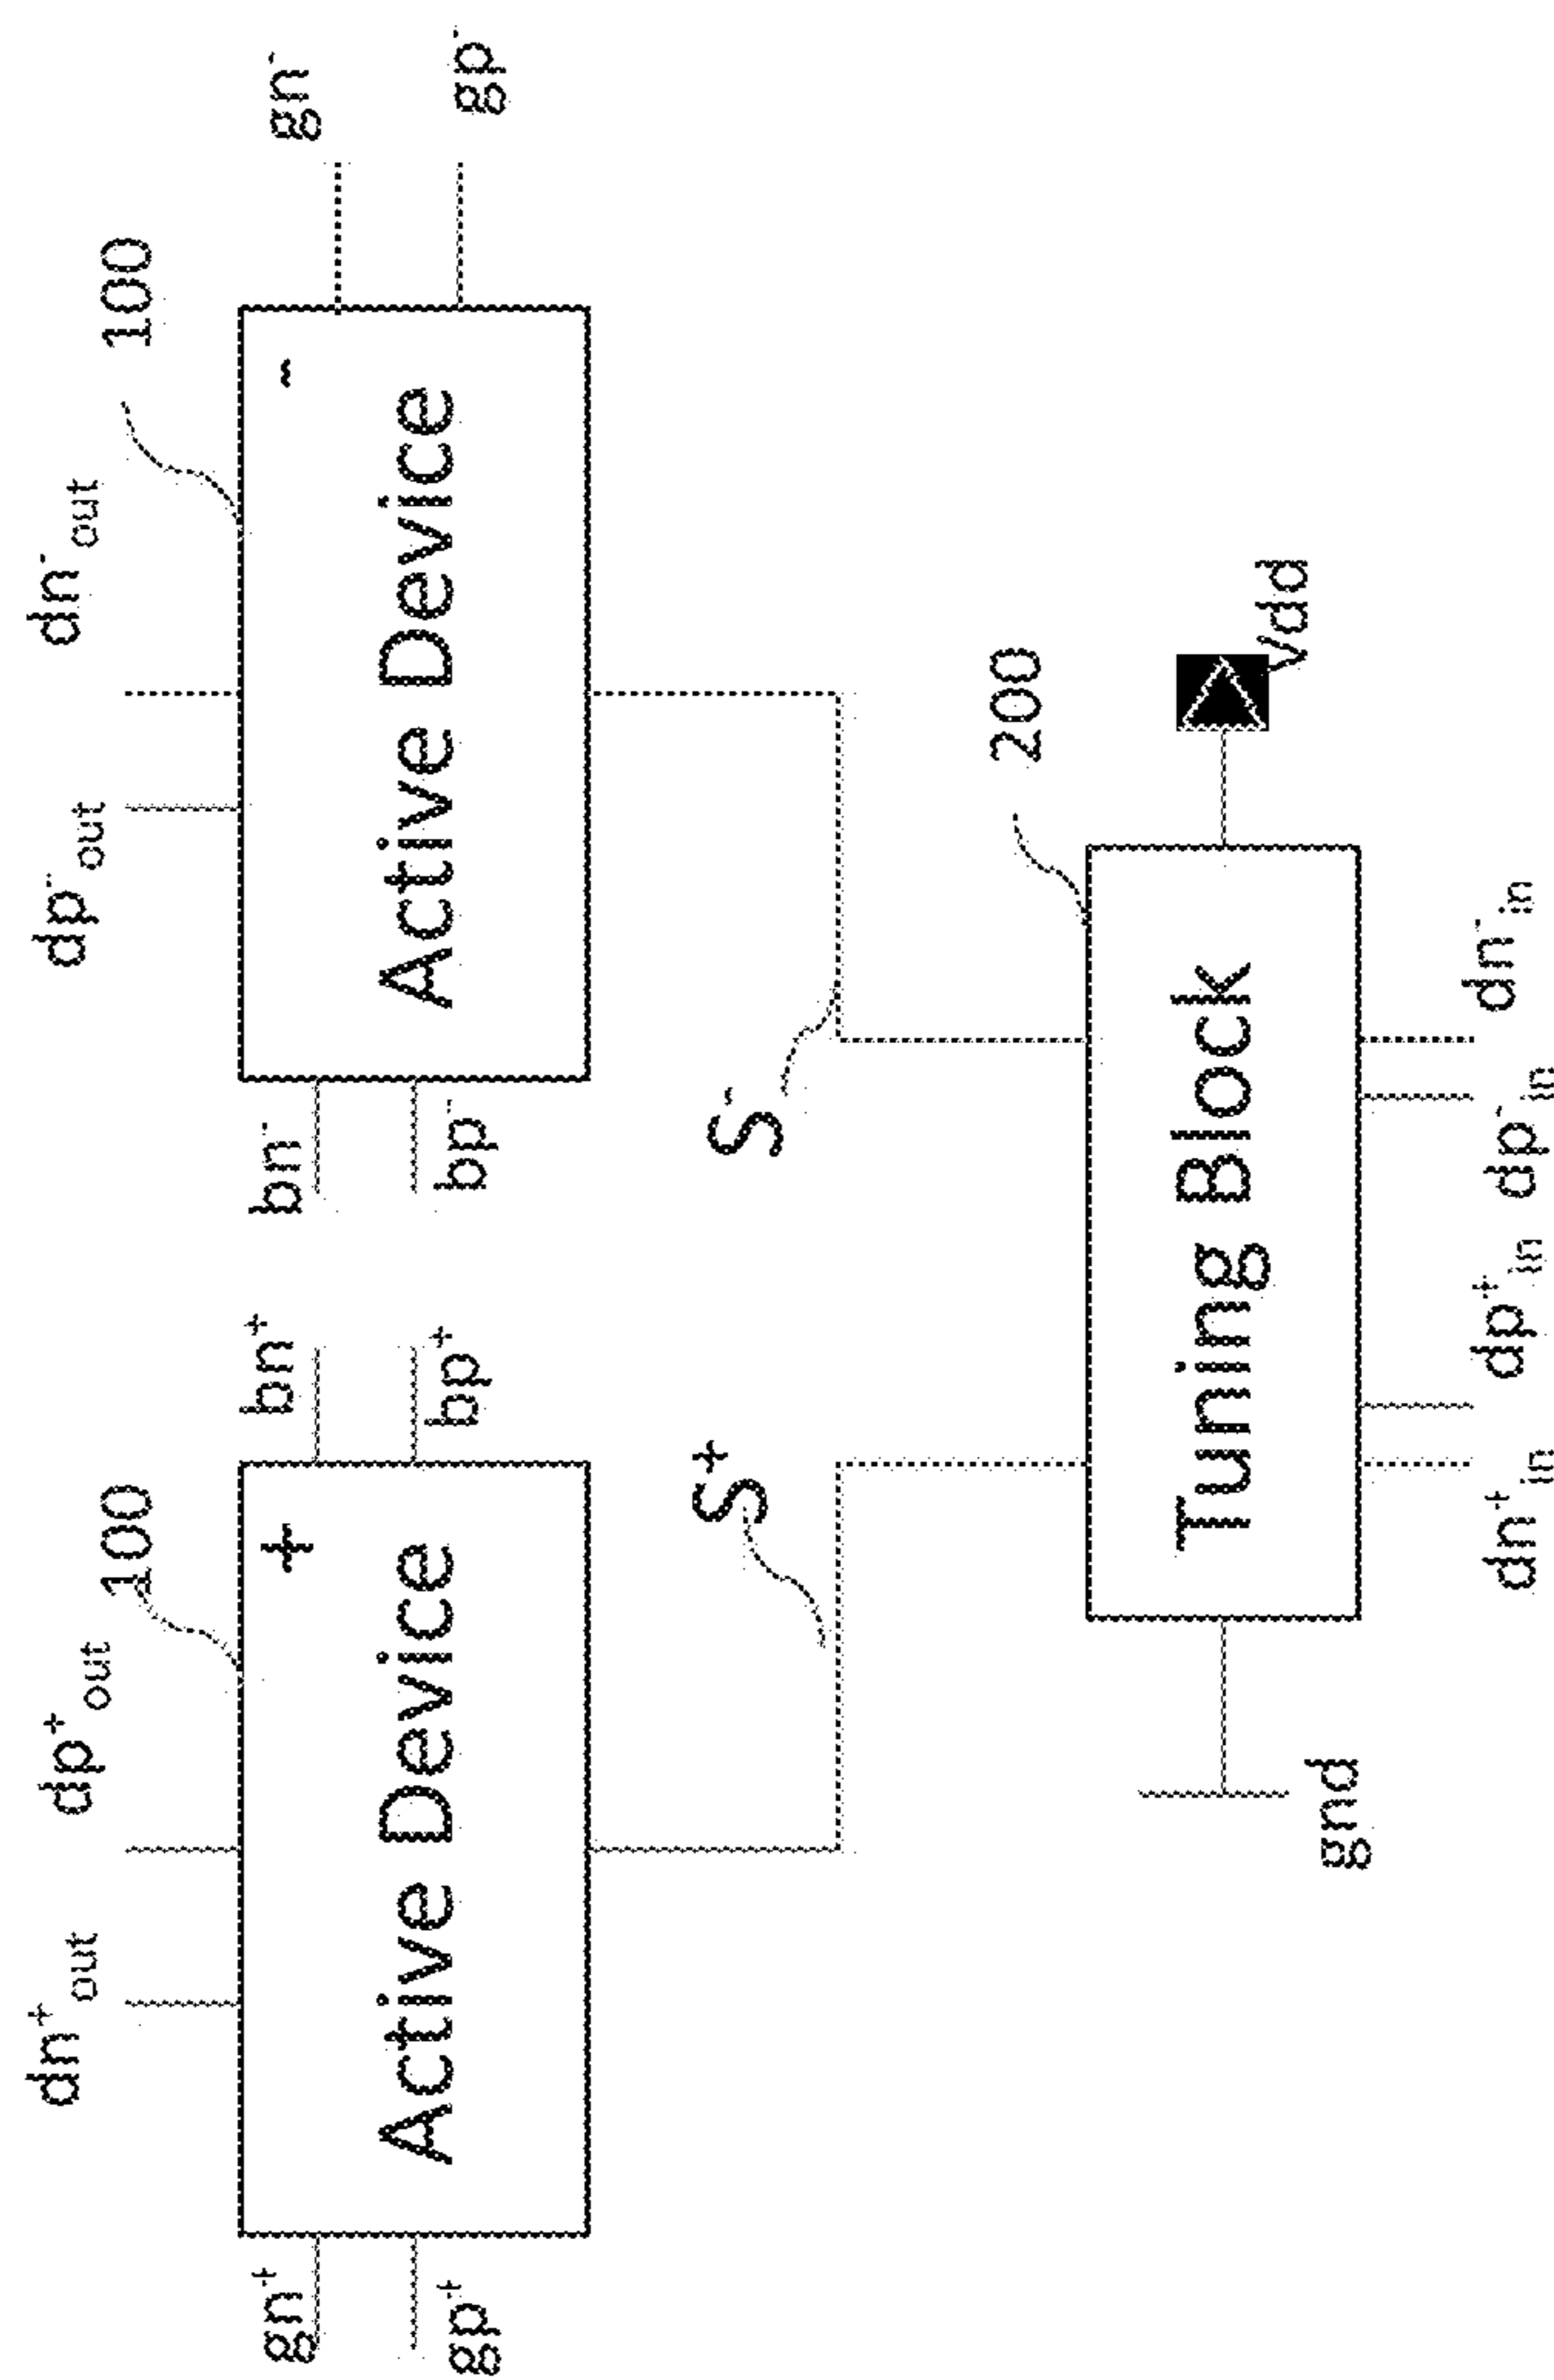 dn⁺out dp⁺out 100 dp⁻out dn⁻out 100
gn⁺ + bn⁺ bn⁻ - gn⁻
gp⁺ Active Device bp⁺ bp⁻ Active Device gp⁻
S⁺ S⁻
200
gnd Tuning Block Vdd
dn⁺in dp⁺in dp⁻in dn⁻in